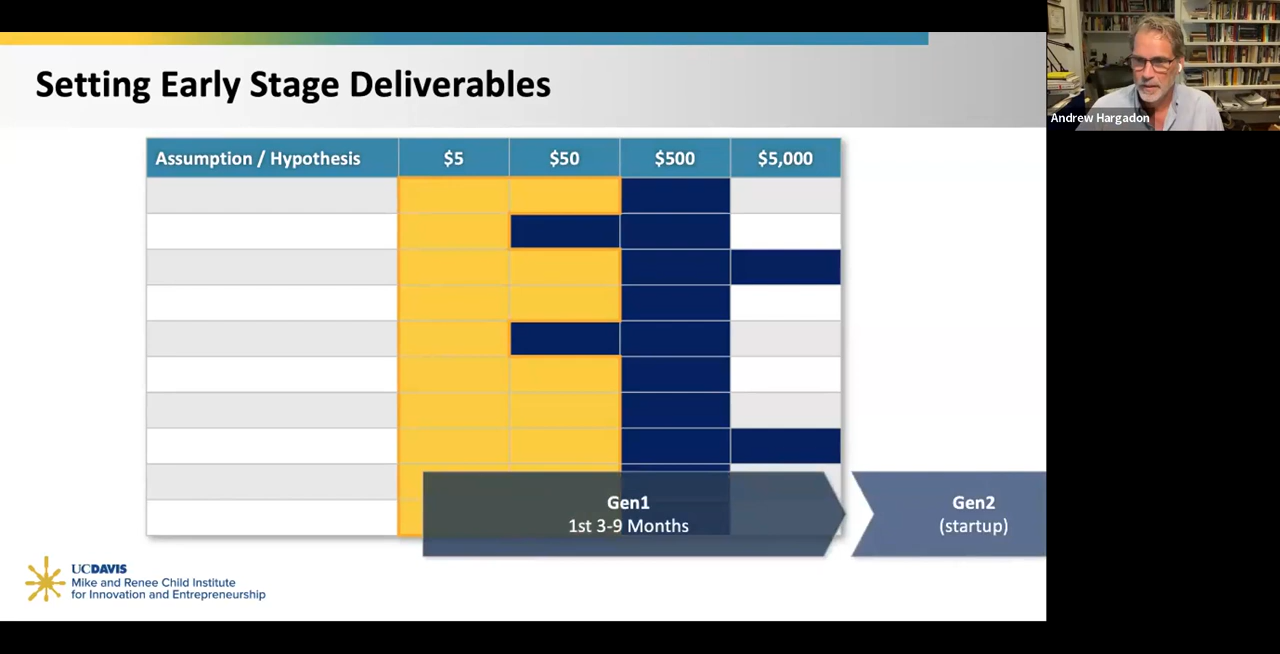 Setting Early Stage Deliverables
Andrew Hargadon
Assumption / Hypothesis $5 $50 $500 $5,000
Gen1
1st 3-9 Months
Gen2
(startup)
UCDAVIS
Mike and Renee Child Institute
for Innovation and Entrepreneurship